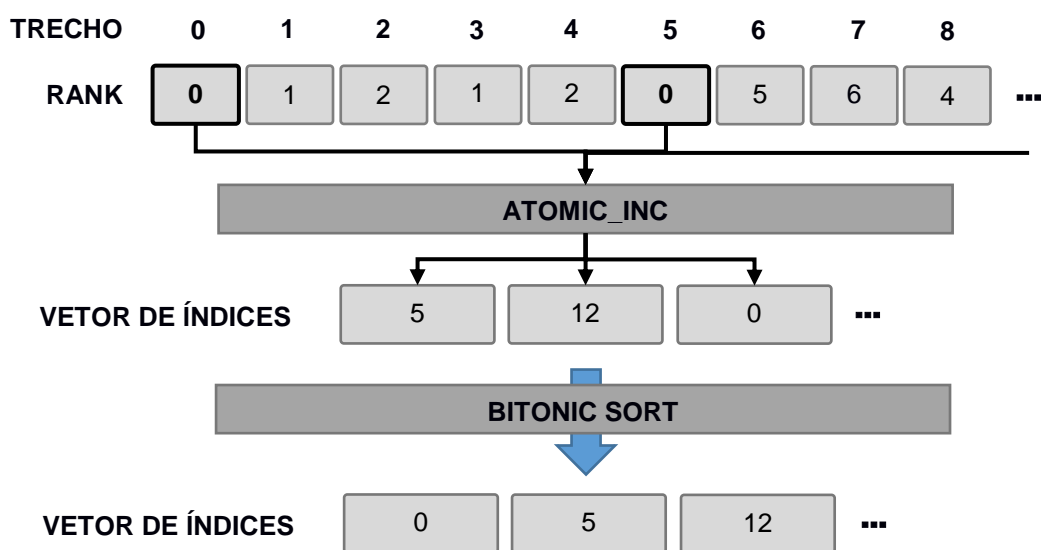 TRECHO 0 1 2 3 4 5 6 7 8
RANK 0 1 2 1 2 0 5 6 4 ...
ATOMIC_INC
VETOR DE ÍNDICES 5 12 0 ...
BITONIC SORT
VETOR DE ÍNDICES 0 5 12 ...